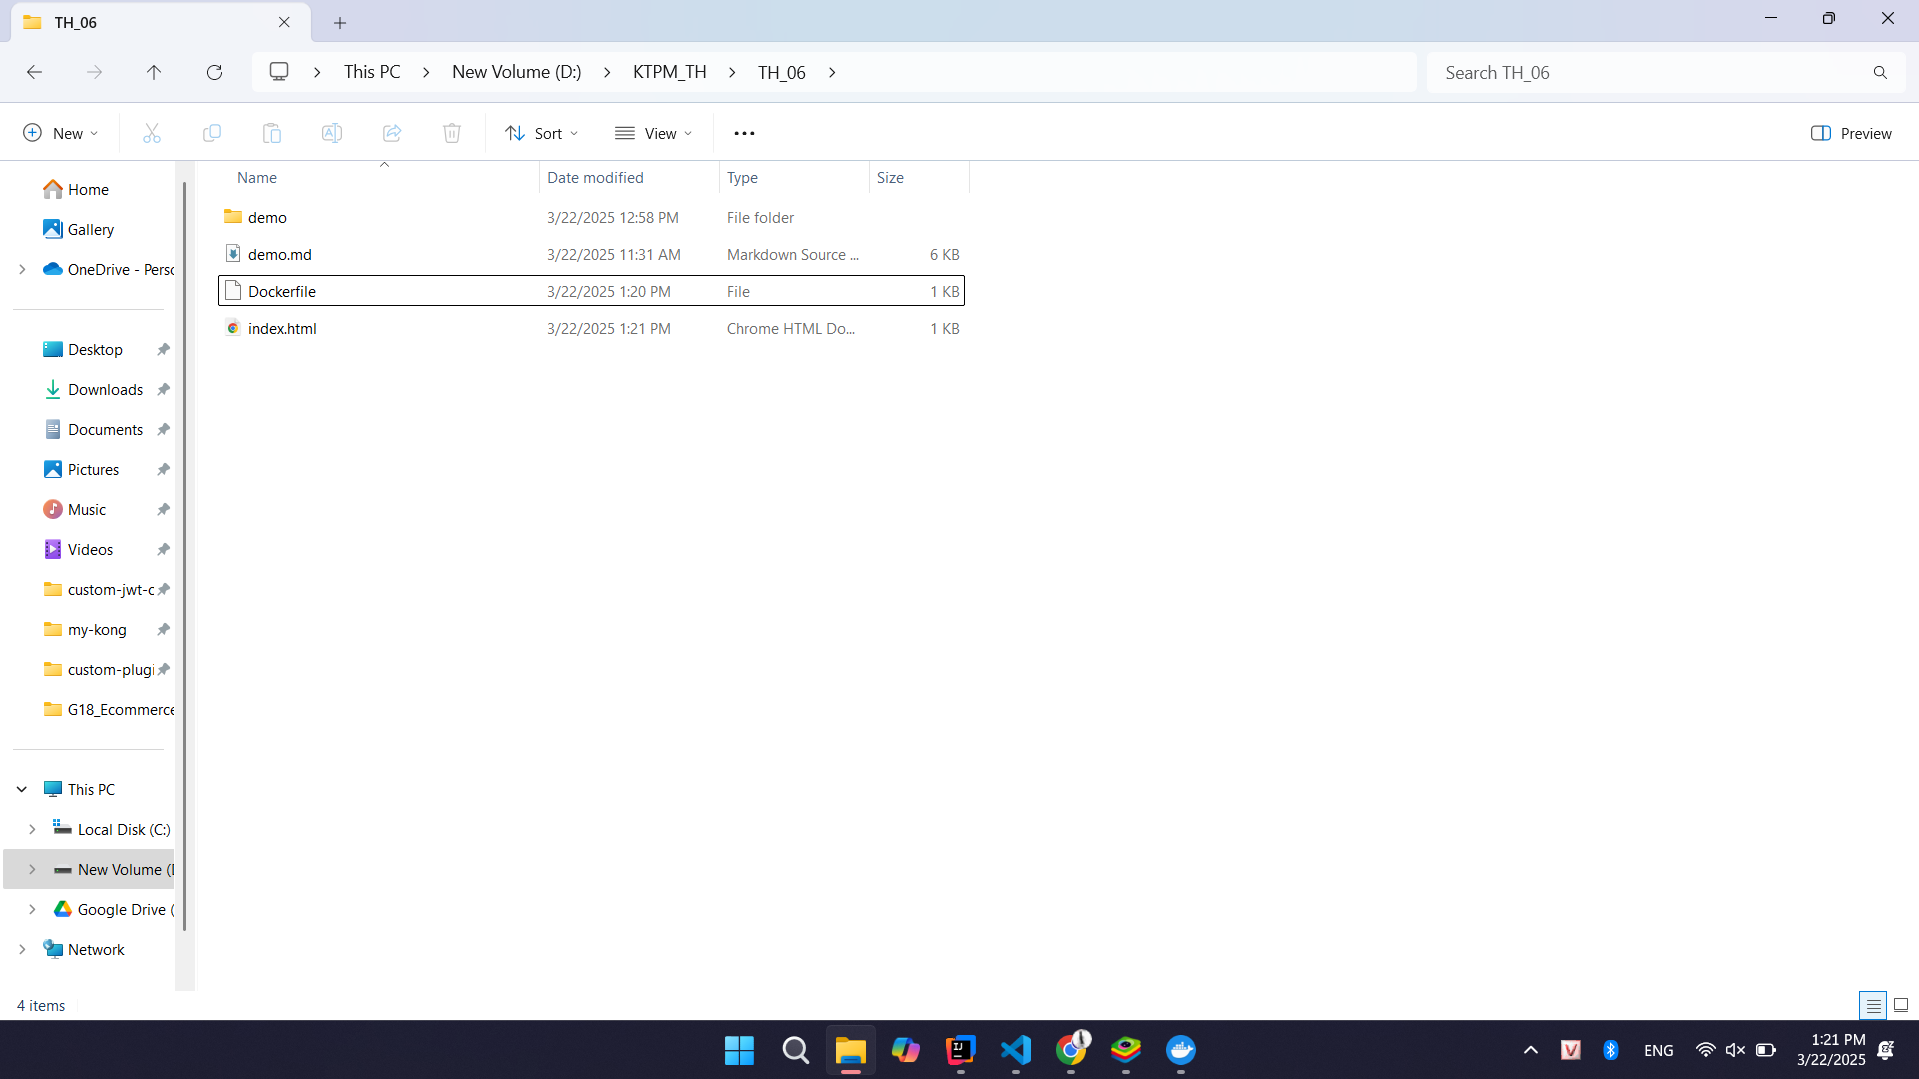 TH_06
This PC
New Volume (D:)
KTPM_TH
TH_06
Search TH_06
New
Sort
View
Preview
Name
Date modified
Type
Size
demo
3/22/2025 12:58 PM
File folder
demo.md
3/22/2025 11:31 AM
Markdown Source ...
6 KB
Dockerfile
3/22/2025 1:20 PM
File
1 KB
index.html
3/22/2025 1:21 PM
Chrome HTML Do...
1 KB
Home
Gallery
OneDrive - Perso
Desktop
Downloads
Documents
Pictures
Music
Videos
custom-jwt-c
my-kong
custom-plugi
G18_Ecommerce
This PC
Local Disk (C:)
New Volume (D
Google Drive (
Network
4 items
ENG
1:21 PM
3/22/2025